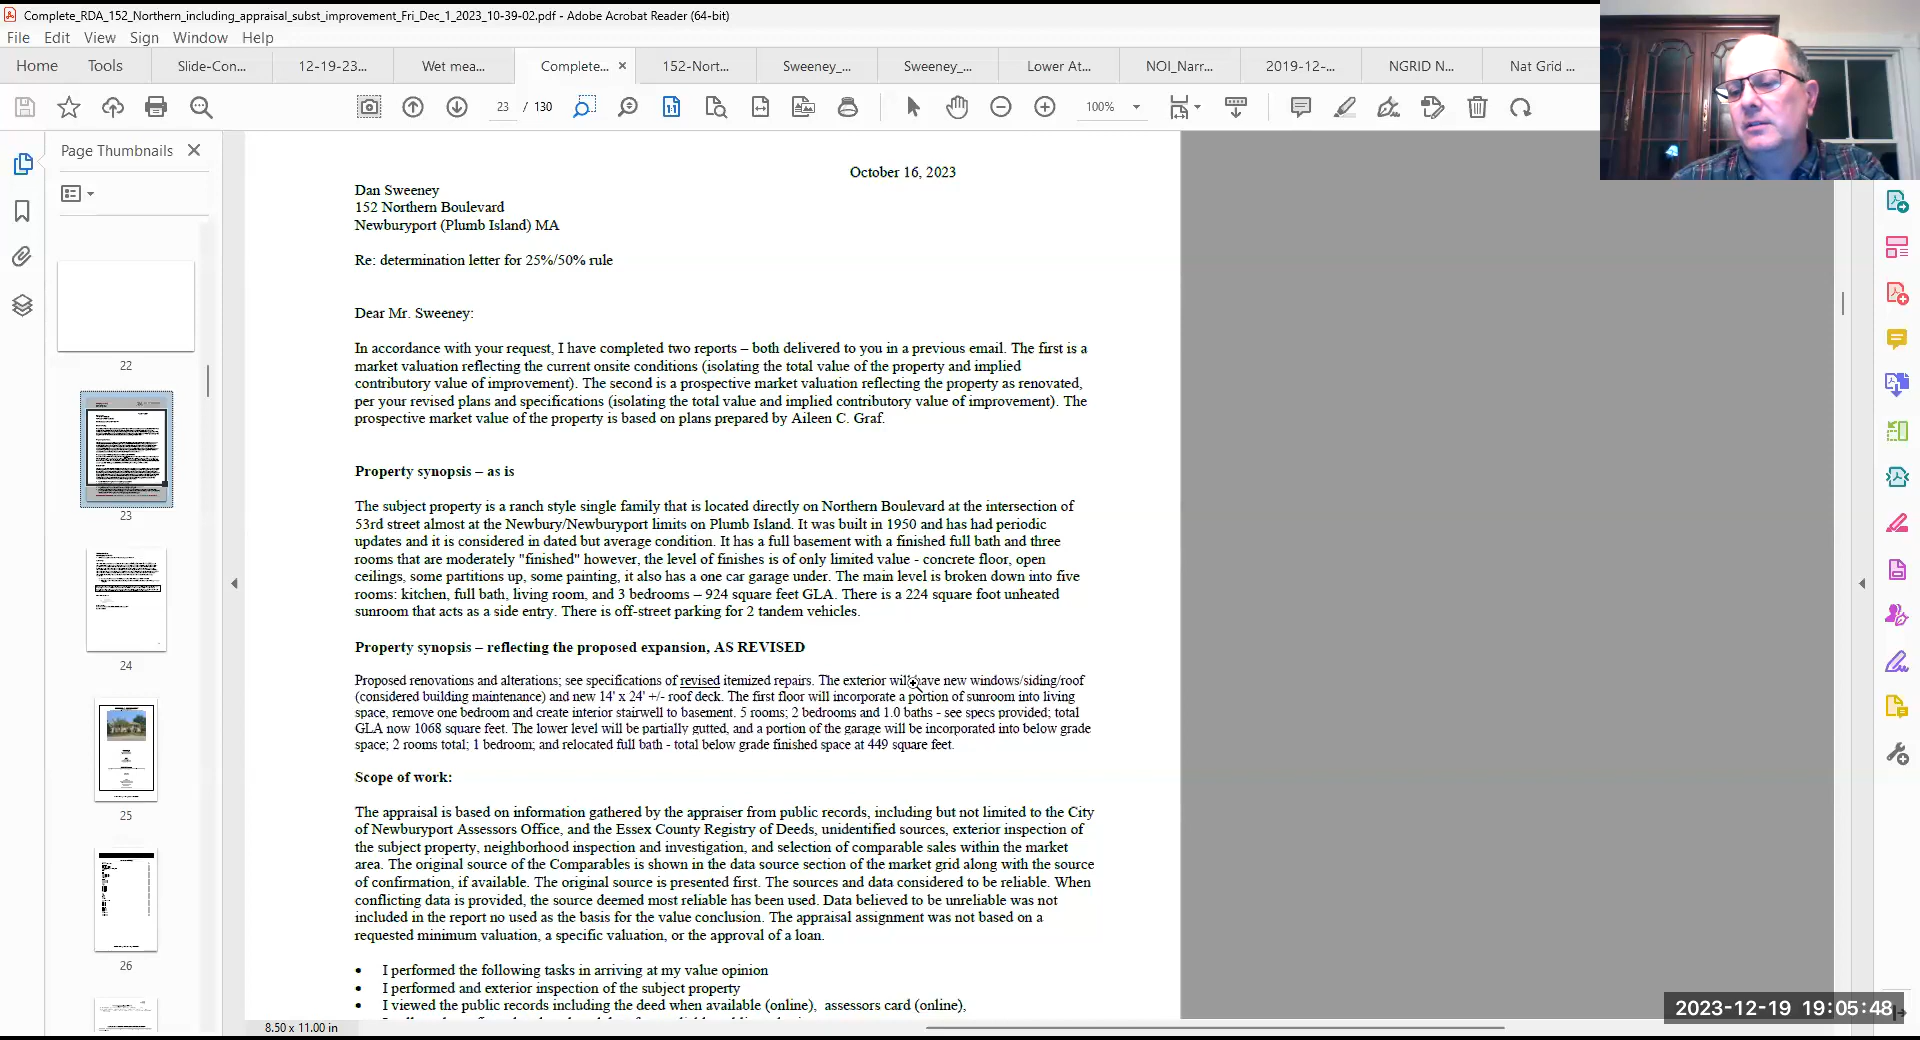 Complete_RDA_152_Northern_including_appraisal_subst_improvement_Fri_Dec_1_2023_10-39-02.pdf - Adobe Acrobat Reader (64-bit)
File Edit View Sign Window Help
Home Tools Slide-Con... 12-19-23... Wet mea... Complete... × 152-Nort... Sweeney_... Sweeney_... Lower At... NOI_Narr... 2019-12-... NGRID N... Nat Grid ...
23 / 130 100%
Page Thumbnails
22
23
24
25
26
October 16, 2023
Dan Sweeney
152 Northern Boulevard
Newburyport (Plumb Island) MA
Re: determination letter for 25%/50% rule
Dear Mr. Sweeney:
In accordance with your request, I have completed two reports – both delivered to you in a previous email. The first is a
market valuation reflecting the current onsite conditions (isolating the total value of the property and implied
contributory value of improvement). The second is a prospective market valuation reflecting the property as renovated,
per your revised plans and specifications (isolating the total value and implied contributory value of improvement). The
prospective market value of the property is based on plans prepared by Aileen C. Graf.
Property synopsis – as is
The subject property is a ranch style single family that is located directly on Northern Boulevard at the intersection of
53rd street almost at the Newbury/Newburyport limits on Plumb Island. It was built in 1950 and has had periodic
updates and it is considered in dated but average condition. It has a full basement with a finished full bath and three
rooms that are moderately "finished" however, the level of finishes is of only limited value - concrete floor, open
ceilings, some partitions up, some painting, it also has a one car garage under. The main level is broken down into five
rooms: kitchen, full bath, living room, and 3 bedrooms – 924 square feet GLA. There is a 224 square foot unheated
sunroom that acts as a side entry. There is off-street parking for 2 tandem vehicles.
Property synopsis – reflecting the proposed expansion, AS REVISED
Proposed renovations and alterations; see specifications of revised itemized repairs. The exterior will have new windows/siding/roof
(considered building maintenance) and new 14' x 24' +/- roof deck. The first floor will incorporate a portion of sunroom into living
space, remove one bedroom and create interior stairwell to basement. 5 rooms; 2 bedrooms and 1.0 baths - see specs provided; total
GLA now 1068 square feet. The lower level will be partially gutted, and a portion of the garage will be incorporated into below grade
space; 2 rooms total; 1 bedroom; and relocated full bath - total below grade finished space at 449 square feet.
Scope of work:
The appraisal is based on information gathered by the appraiser from public records, including but not limited to the City
of Newburyport Assessors Office, and the Essex County Registry of Deeds, unidentified sources, exterior inspection of
the subject property, neighborhood inspection and investigation, and selection of comparable sales within the market
area. The original source of the Comparables is shown in the data source section of the market grid along with the source
of confirmation, if available. The original source is presented first. The sources and data considered to be reliable. When
conflicting data is provided, the source deemed most reliable has been used. Data believed to be unreliable was not
included in the report no used as the basis for the value conclusion. The appraisal assignment was not based on a
requested minimum valuation, a specific valuation, or the approval of a loan.
• I performed the following tasks in arriving at my value opinion
• I performed and exterior inspection of the subject property
• I viewed the public records including the deed when available (online), assessors card (online),
8.50 x 11.00 in
2023-12-19 19:05:48